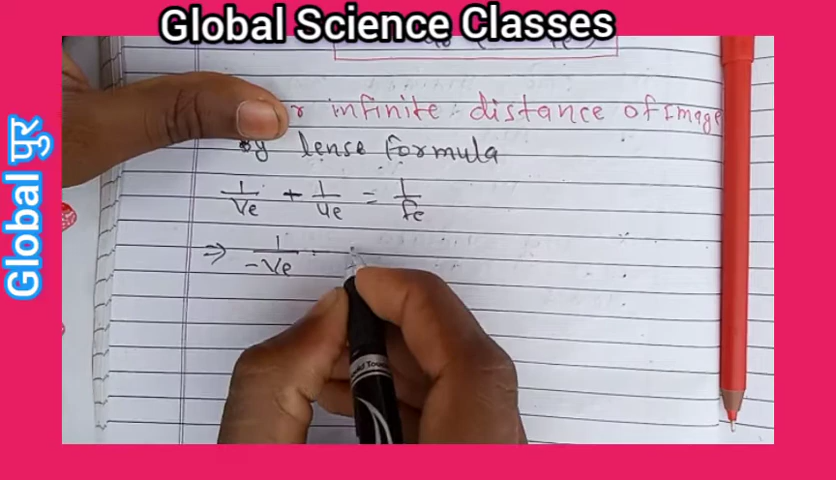 Global Science Classes
Global पुर
r infinite distance of Image
By lense formula
1/Ve + 1/ue = 1/fe
⇒ 1/-Ve